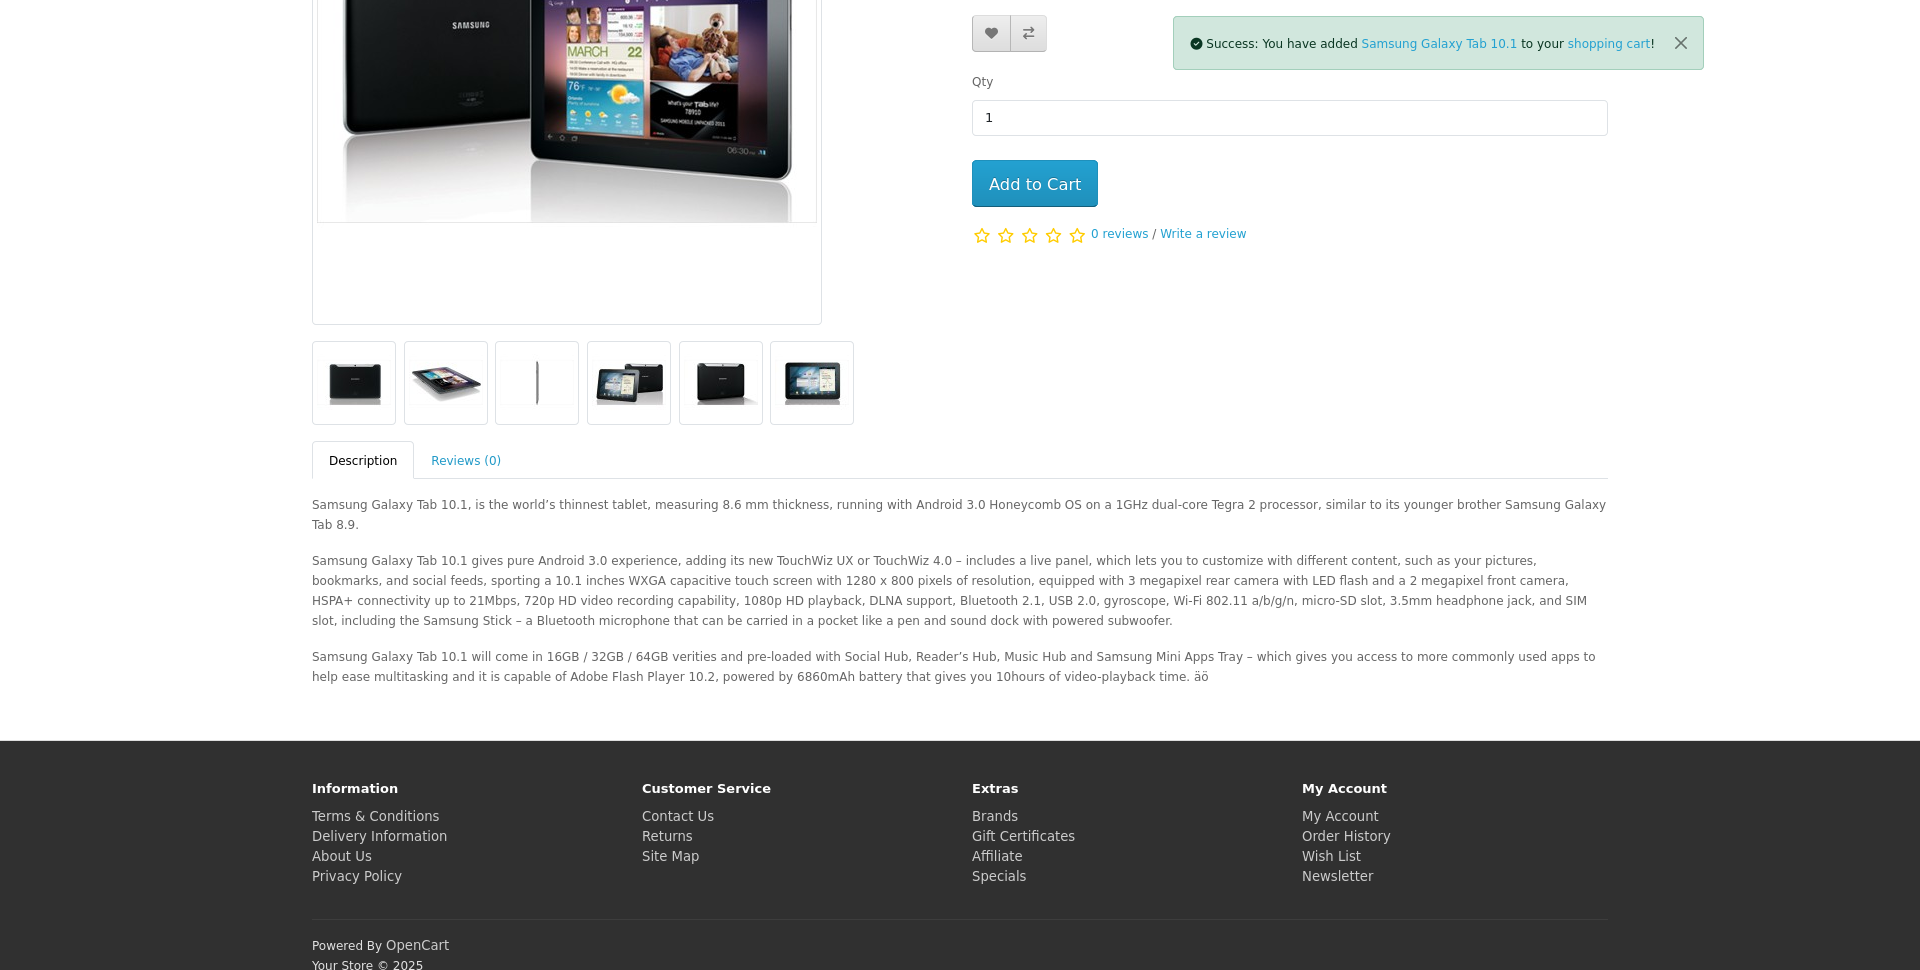 SAMSUNG
MARCH 22
76°F
What's your Tab life?
78910
SAMSUNG MOBILE UNPACKED 2011
06:30
Success: You have added Samsung Galaxy Tab 10.1 to your shopping cart!
Qty
1
Add to Cart
0 reviews / Write a review
Description
Reviews (0)
Samsung Galaxy Tab 10.1, is the world’s thinnest tablet, measuring 8.6 mm thickness, running with Android 3.0 Honeycomb OS on a 1GHz dual-core Tegra 2 processor, similar to its younger brother Samsung Galaxy
Tab 8.9.
Samsung Galaxy Tab 10.1 gives pure Android 3.0 experience, adding its new TouchWiz UX or TouchWiz 4.0 – includes a live panel, which lets you to customize with different content, such as your pictures,
bookmarks, and social feeds, sporting a 10.1 inches WXGA capacitive touch screen with 1280 x 800 pixels of resolution, equipped with 3 megapixel rear camera with LED flash and a 2 megapixel front camera,
HSPA+ connectivity up to 21Mbps, 720p HD video recording capability, 1080p HD playback, DLNA support, Bluetooth 2.1, USB 2.0, gyroscope, Wi-Fi 802.11 a/b/g/n, micro-SD slot, 3.5mm headphone jack, and SIM
slot, including the Samsung Stick – a Bluetooth microphone that can be carried in a pocket like a pen and sound dock with powered subwoofer.
Samsung Galaxy Tab 10.1 will come in 16GB / 32GB / 64GB verities and pre-loaded with Social Hub, Reader’s Hub, Music Hub and Samsung Mini Apps Tray – which gives you access to more commonly used apps to
help ease multitasking and it is capable of Adobe Flash Player 10.2, powered by 6860mAh battery that gives you 10hours of video-playback time. äö
Information
Terms & Conditions
Delivery Information
About Us
Privacy Policy
Customer Service
Contact Us
Returns
Site Map
Extras
Brands
Gift Certificates
Affiliate
Specials
My Account
My Account
Order History
Wish List
Newsletter
Powered By OpenCart
Your Store © 2025